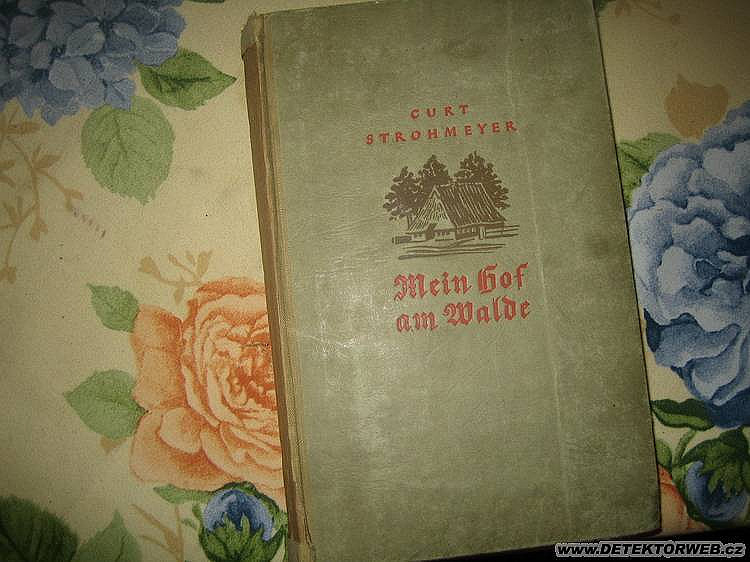 CURT
STROHMEYER
Mein Hof
am Walde
www.DETEKTORWEB.cz